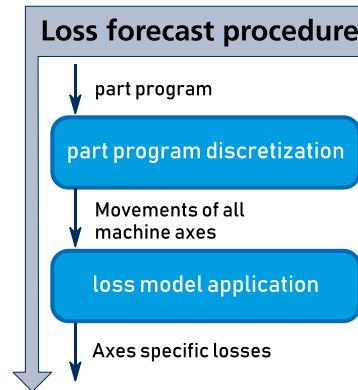 Loss forecast procedure
part program
part program discretization
Movements of all
machine axes
loss model application
Axes specific losses